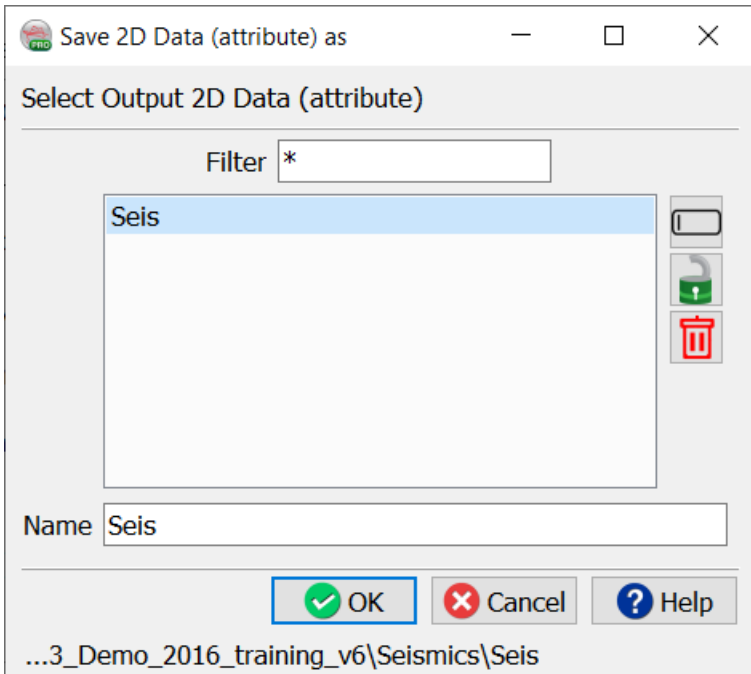 PRO
Save 2D Data (attribute) as
Select Output 2D Data (attribute)
Filter *
Seis
Name Seis
OK Cancel Help
...3_Demo_2016_training_v6\Seismics\Seis